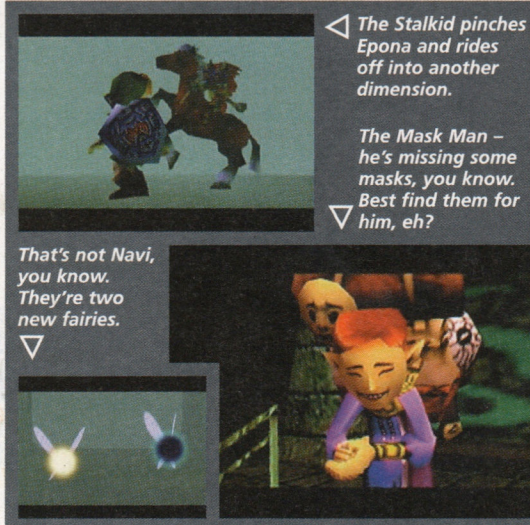 The Stalkid pinches
Epona and rides
off into another
dimension.
The Mask Man –
he's missing some
masks, you know.
Best find them for
him, eh?
That's not Navi,
you know.
They're two
new fairies.